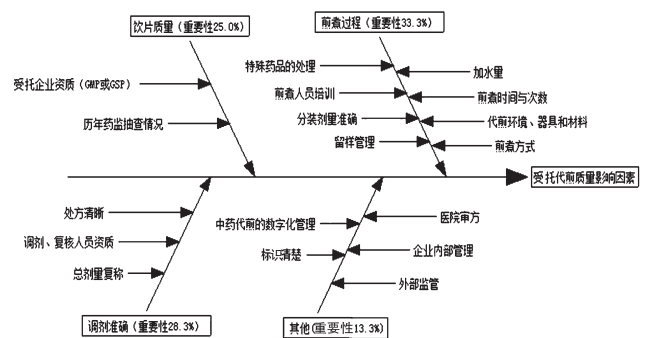 饮片质量（重要性25.0%）
受托企业资质（GMP或GSP）
历年药监抽查情况
煎煮过程（重要性33.3%）
特殊药品的处理
加水量
煎煮人员培训
煎煮时间与次数
分装剂量准确
代煎环境、器具和材料
留样管理
煎煮方式
受托代煎质量影响因素
处方清晰
调剂、复核人员资质
总剂量复称
调剂准确（重要性28.3%）
中药代煎的数字化管理
医院审方
标识清楚
企业内部管理
外部监管
其他（重要性13.3%）